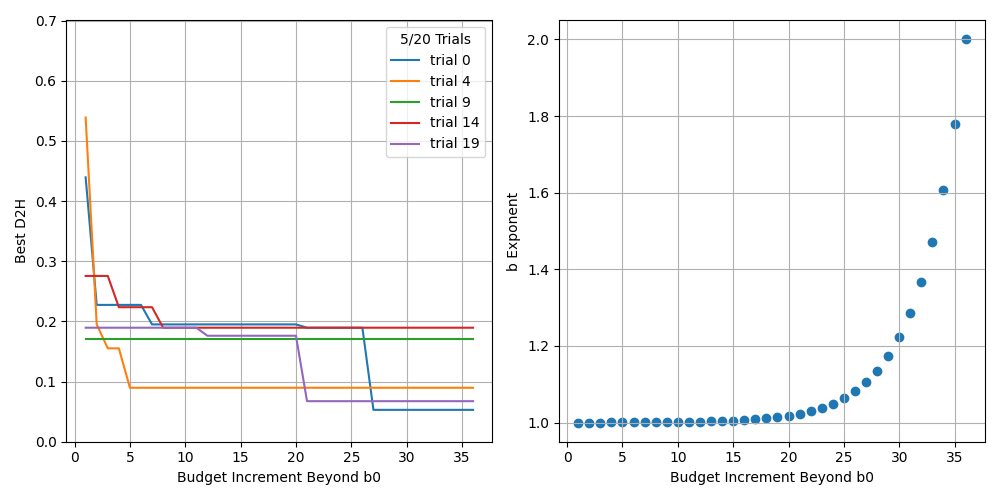 0.7
0.6
0.5
0.4
0.3
0.2
0.1
0.0
Best D2H
5/20 Trials
trial 0
trial 4
trial 9
trial 14
trial 19
0 5 10 15 20 25 30 35
Budget Increment Beyond b0
2.0
1.8
1.6
1.4
1.2
1.0
b Exponent
0 5 10 15 20 25 30 35
Budget Increment Beyond b0